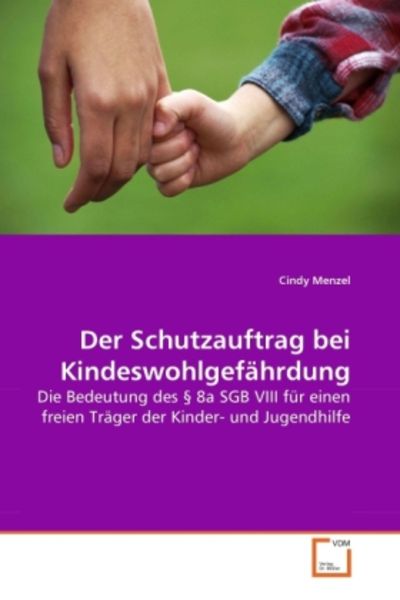 Cindy Menzel
Der Schutzauftrag bei
Kindeswohlgefährdung
Die Bedeutung des § 8a SGB VIII für einen
freien Träger der Kinder- und Jugendhilfe
VDM
Verlag
Dr. Müller